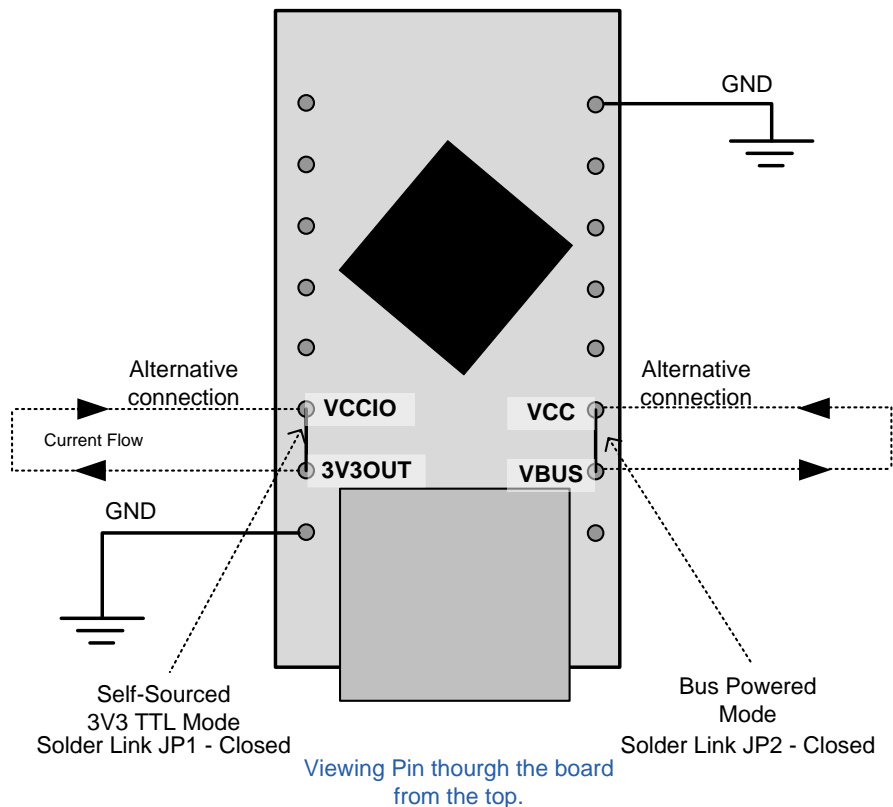 GND
Alternative
connection
Alternative
connection
VCCIO
VCC
Current Flow
3V3OUT
VBUS
GND
Self-Sourced
3V3 TTL Mode
Solder Link JP1 - Closed
Bus Powered
Mode
Solder Link JP2 - Closed
Viewing Pin thourgh the board
from the top.